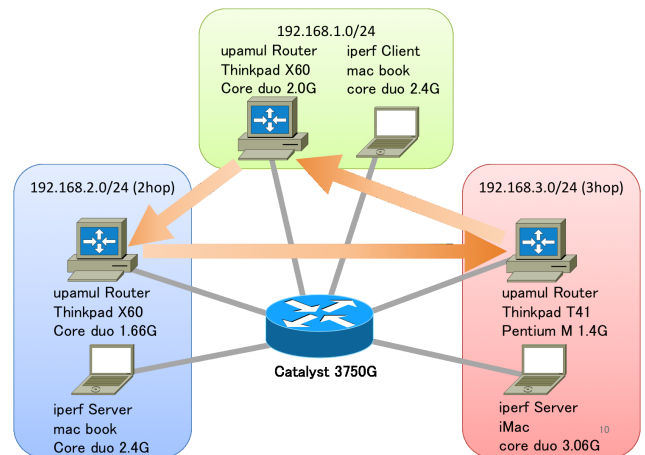 192.168.1.0/24
upamul Router
Thinkpad X60
Core duo 2.0G
iperf Client
mac book
core duo 2.4G
192.168.2.0/24 (2hop)
upamul Router
Thinkpad X60
Core duo 1.66G
iperf Server
mac book
Core duo 2.4G
Catalyst 3750G
192.168.3.0/24 (3hop)
upamul Router
Thinkpad T41
Pentium M 1.4G
iperf Server
iMac
core duo 3.06G
10